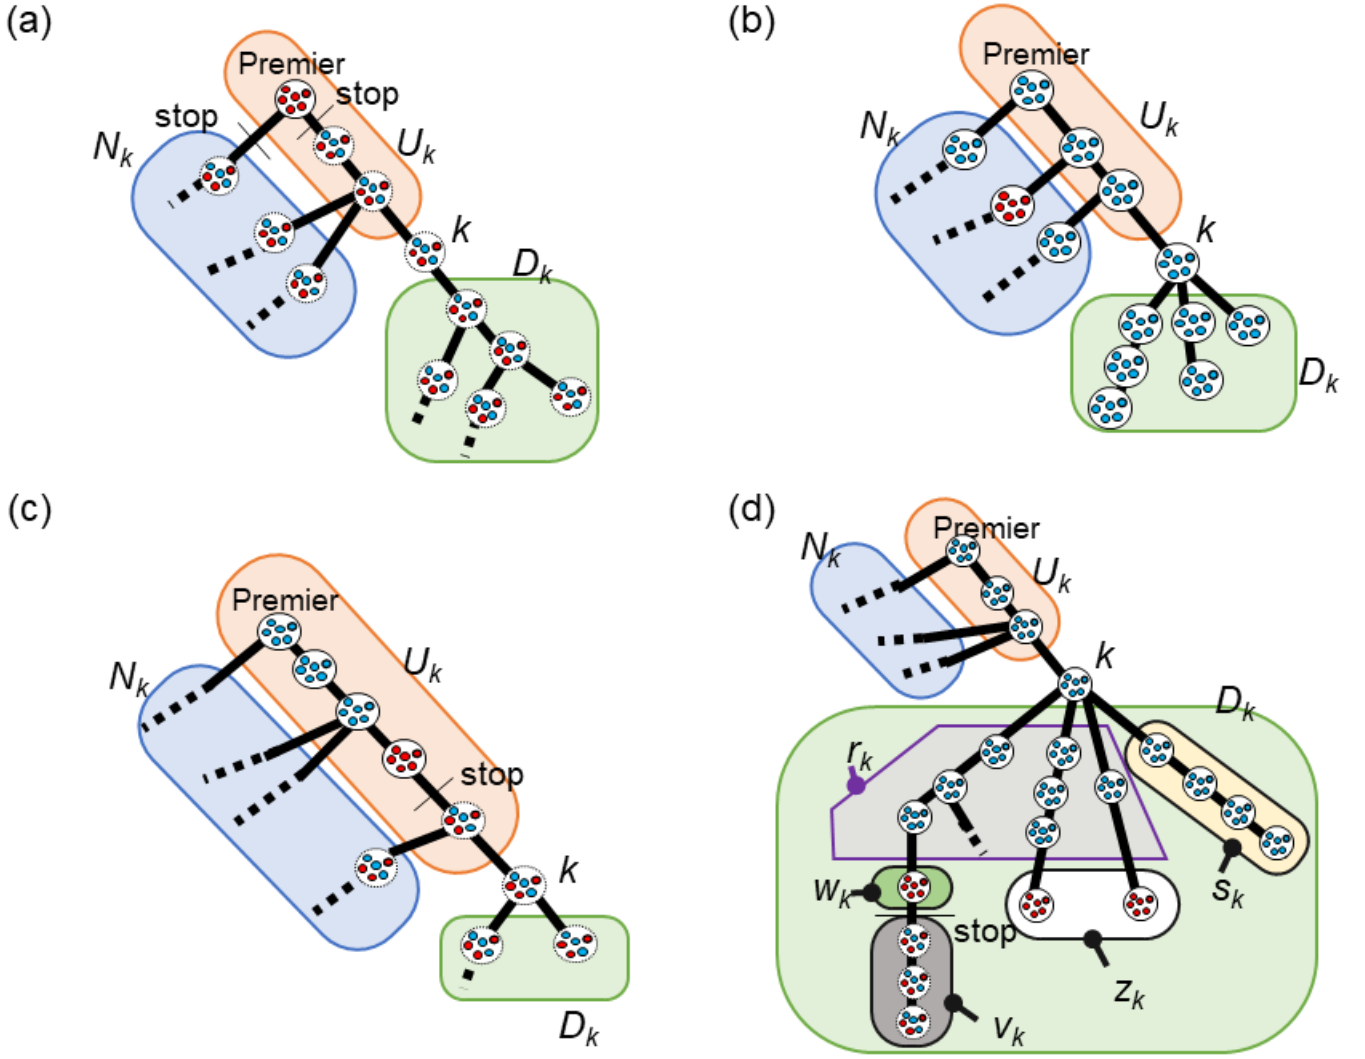 (a)
Premier
stop
stop
N_k
U_k
k
D_k
(b)
Premier
N_k
U_k
k
D_k
(c)
Premier
N_k
U_k
stop
k
D_k
(d)
Premier
N_k
U_k
k
D_k
r_k
w_k
stop
s_k
z_k
v_k